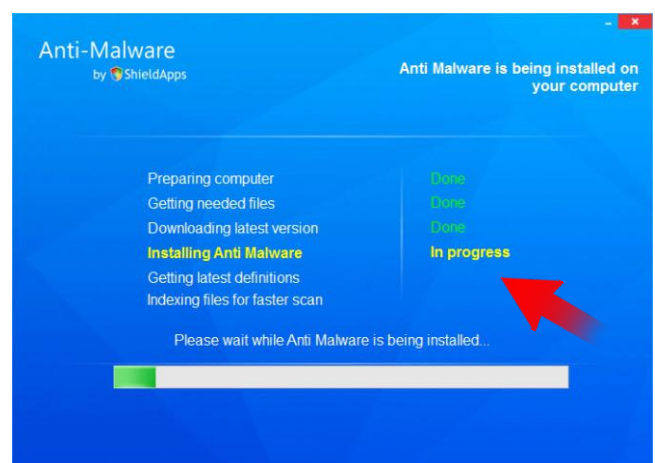 Anti-Malware
by ShieldApps
Anti Malware is being installed on
your computer
Preparing computer Done
Getting needed files Done
Downloading latest version Done
Installing Anti Malware In progress
Getting latest definitions
Indexing files for faster scan
Please wait while Anti Malware is being installed...